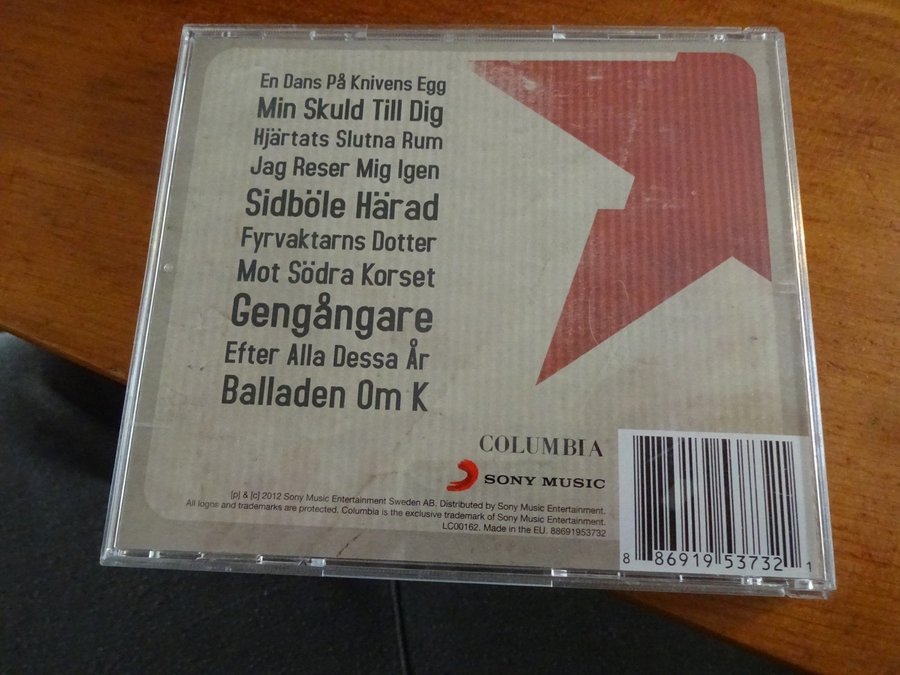 En Dans På Knivens Egg
Min Skuld Till Dig
Hjärtats Slutna Rum
Jag Reser Mig Igen
Sidböle Härad
Fyrvaktarns Dotter
Mot Södra Korset
Gengångare
Efter Alla Dessa År
Balladen Om K
COLUMBIA
SONY MUSIC
[p] & [c] 2012 Sony Music Entertainment Sweden AB. Distributed by Sony Music Entertainment.
All logos and trademarks are protected. Columbia is the exclusive trademark of Sony Music Entertainment.
LC00162. Made in the EU. 88691953732
8 86919 53732 1